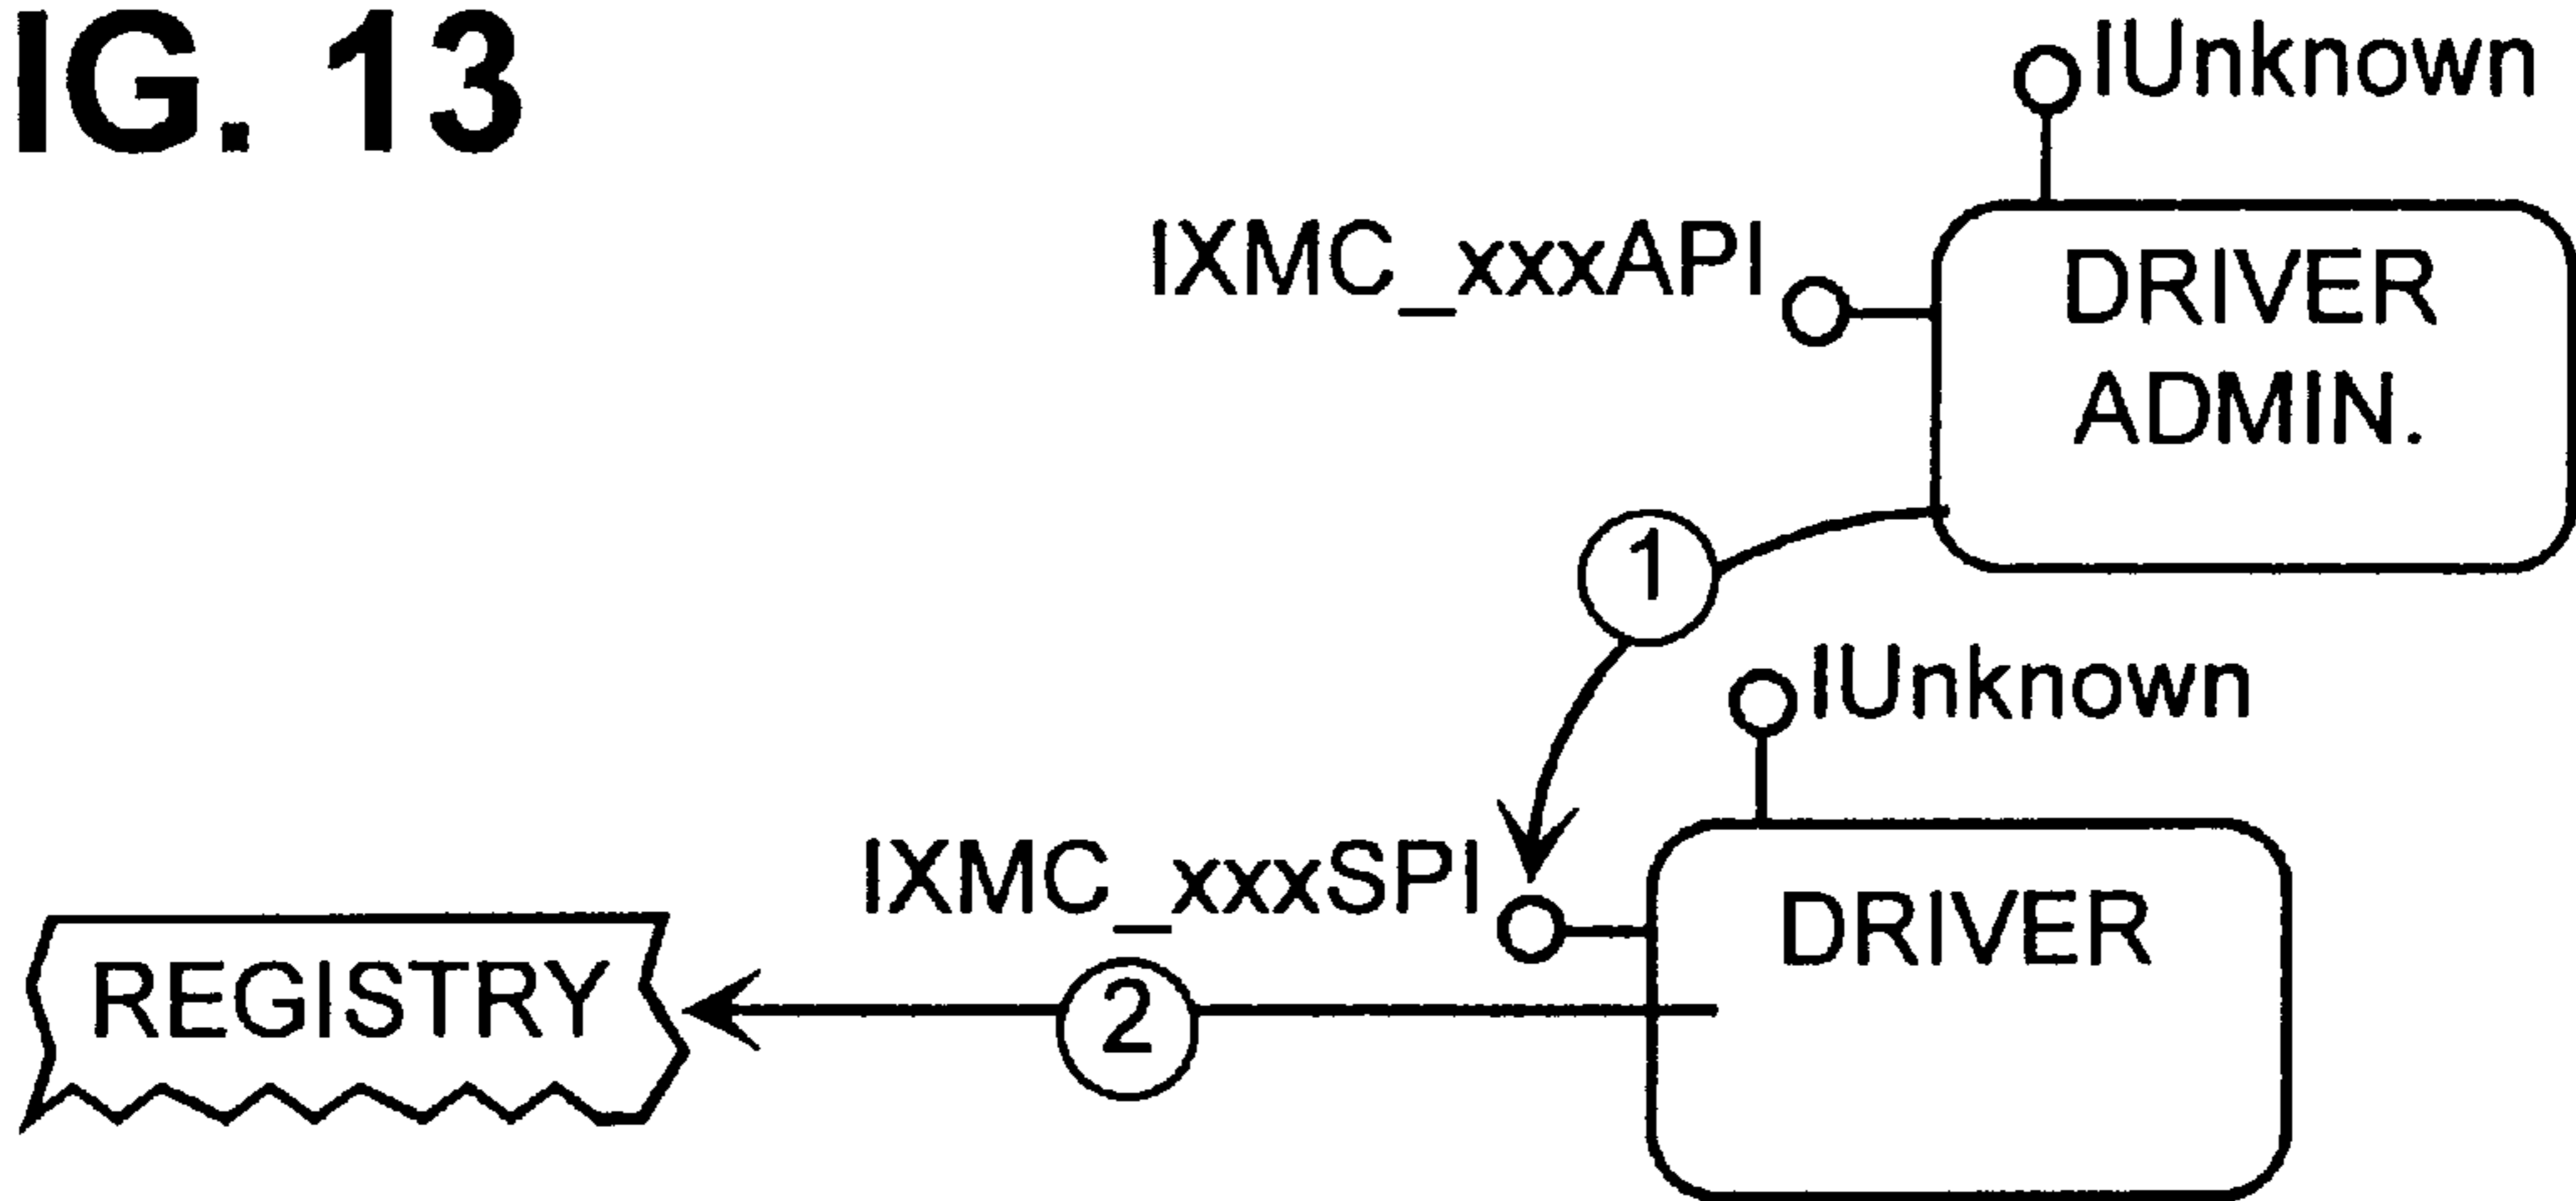 IG. 13
IUnknown
IXMC_xxxAPI
DRIVER
ADMIN.
1
IUnknown
IXMC_xxxSPI
DRIVER
REGISTRY
2